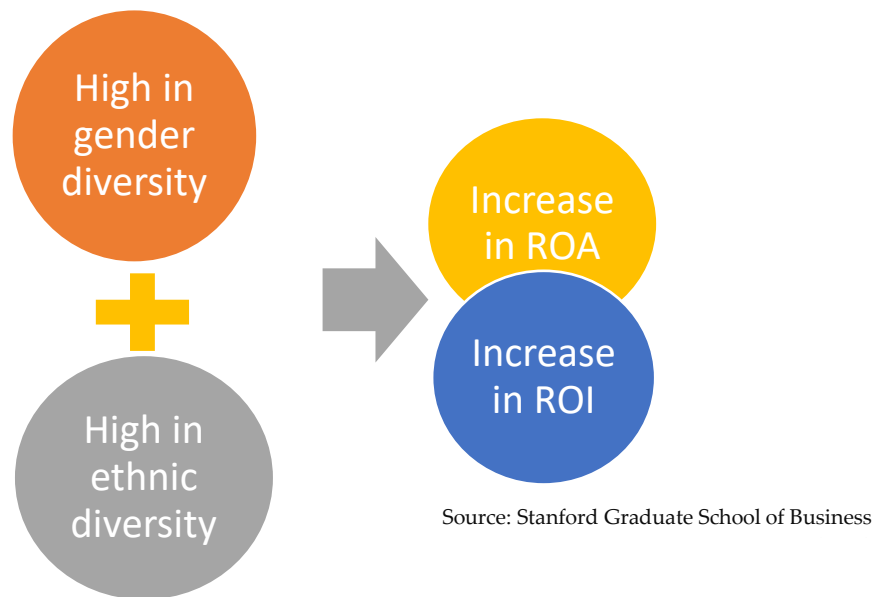 High in
gender
diversity
High in
ethnic
diversity
Increase
in ROA
Increase
in ROI
Source: Stanford Graduate School of Business